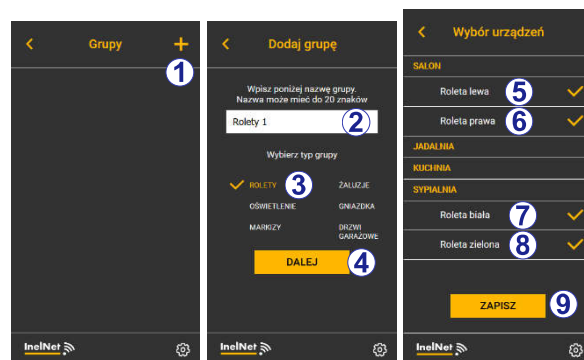 Grupy
+
1
InelNet
Dodaj grupę
Wpisz poniżej nazwę grupy.
Nazwa może mieć do 20 znaków
Rolety 1
2
Wybierz typ grupy
ROLETY
3
ŻALUZJE
OŚWIETLENIE
GNIAZDKA
MARKIZY
DRZWI
GARAŻOWE
DALEJ
4
InelNet
Wybór urządzeń
SALON
Roleta lewa
5
Roleta prawa
6
JADALNIA
KUCHNIA
SYPIALNIA
Roleta biała
7
Roleta zielona
8
ZAPISZ
9
InelNet